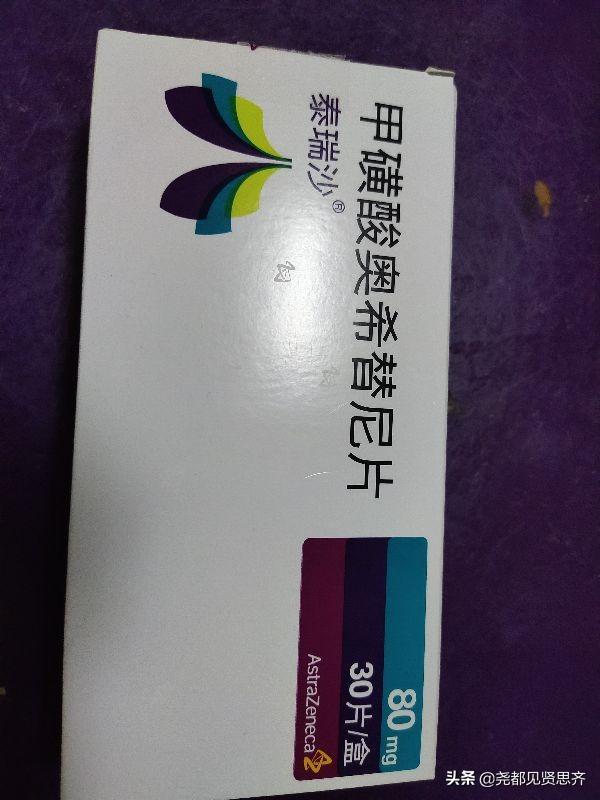 甲磺酸奥希替尼片
泰瑞沙®
80 mg
30片/盒
AstraZeneca
头条 @尧都见贤思齐